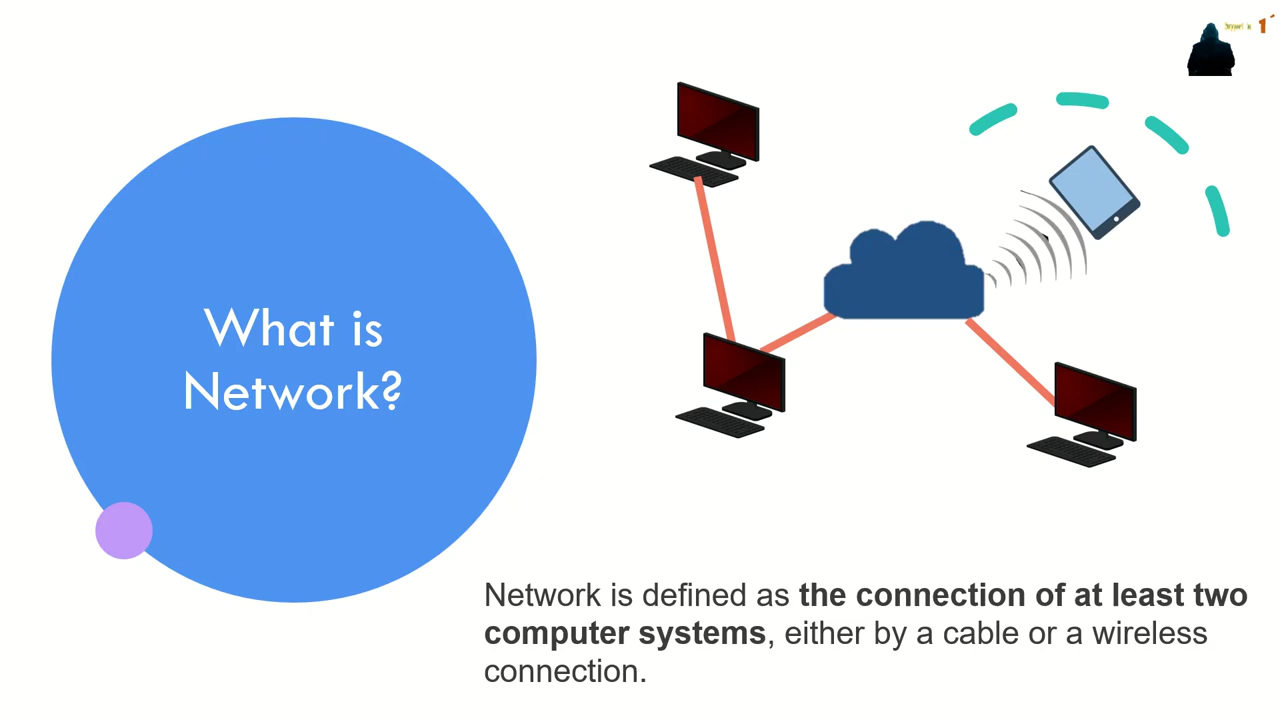 What is
Network?
Network is defined as the connection of at least two
computer systems, either by a cable or a wireless
connection.